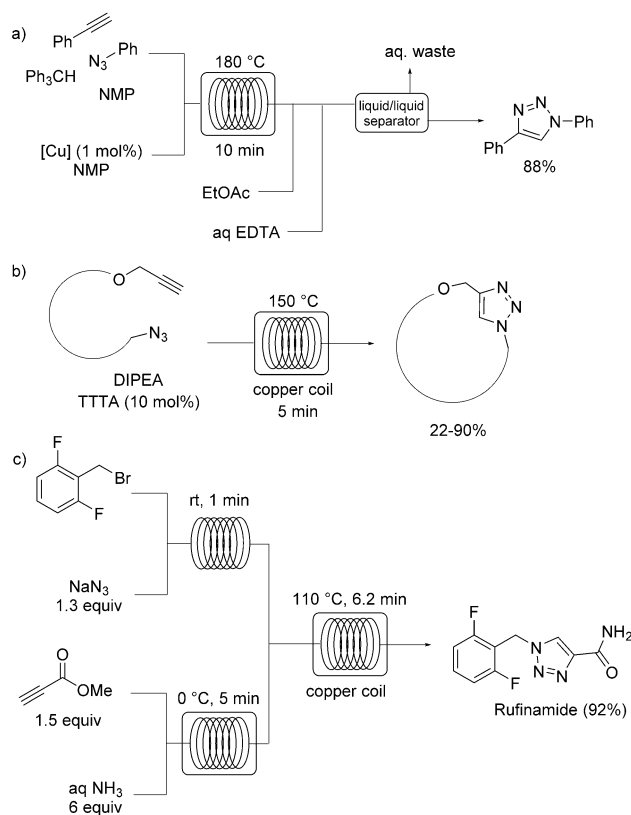 a)
Ph
N3 Ph
Ph3CH
NMP
[Cu] (1 mol%)
NMP
180 °C
10 min
EtOAc
aq EDTA
aq. waste
liquid/liquid
separator
N N
N Ph
Ph
88%
b)
O
N3
DIPEA
TTTA (10 mol%)
150 °C
copper coil
5 min
O
N
N
N
22-90%
c)
F
Br
F
NaN3
1.3 equiv
rt, 1 min
O
OMe
1.5 equiv
aq NH3
6 equiv
0 °C, 5 min
110 °C, 6.2 min
copper coil
F
F
N
N N
NH2
O
Rufinamide (92%)